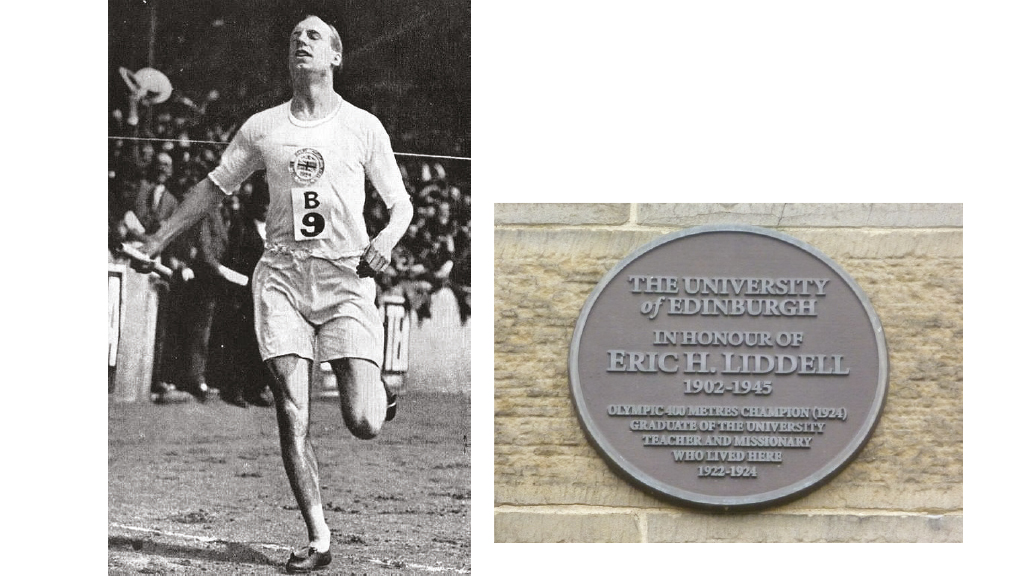 B
9
THE UNIVERSITY
of EDINBURGH
IN HONOUR OF
ERIC H. LIDDELL
1902-1945
OLYMPIC 400 METRES CHAMPION (1924)
GRADUATE OF THE UNIVERSITY
TEACHER AND MISSIONARY
WHO LIVED HERE
1922-1924